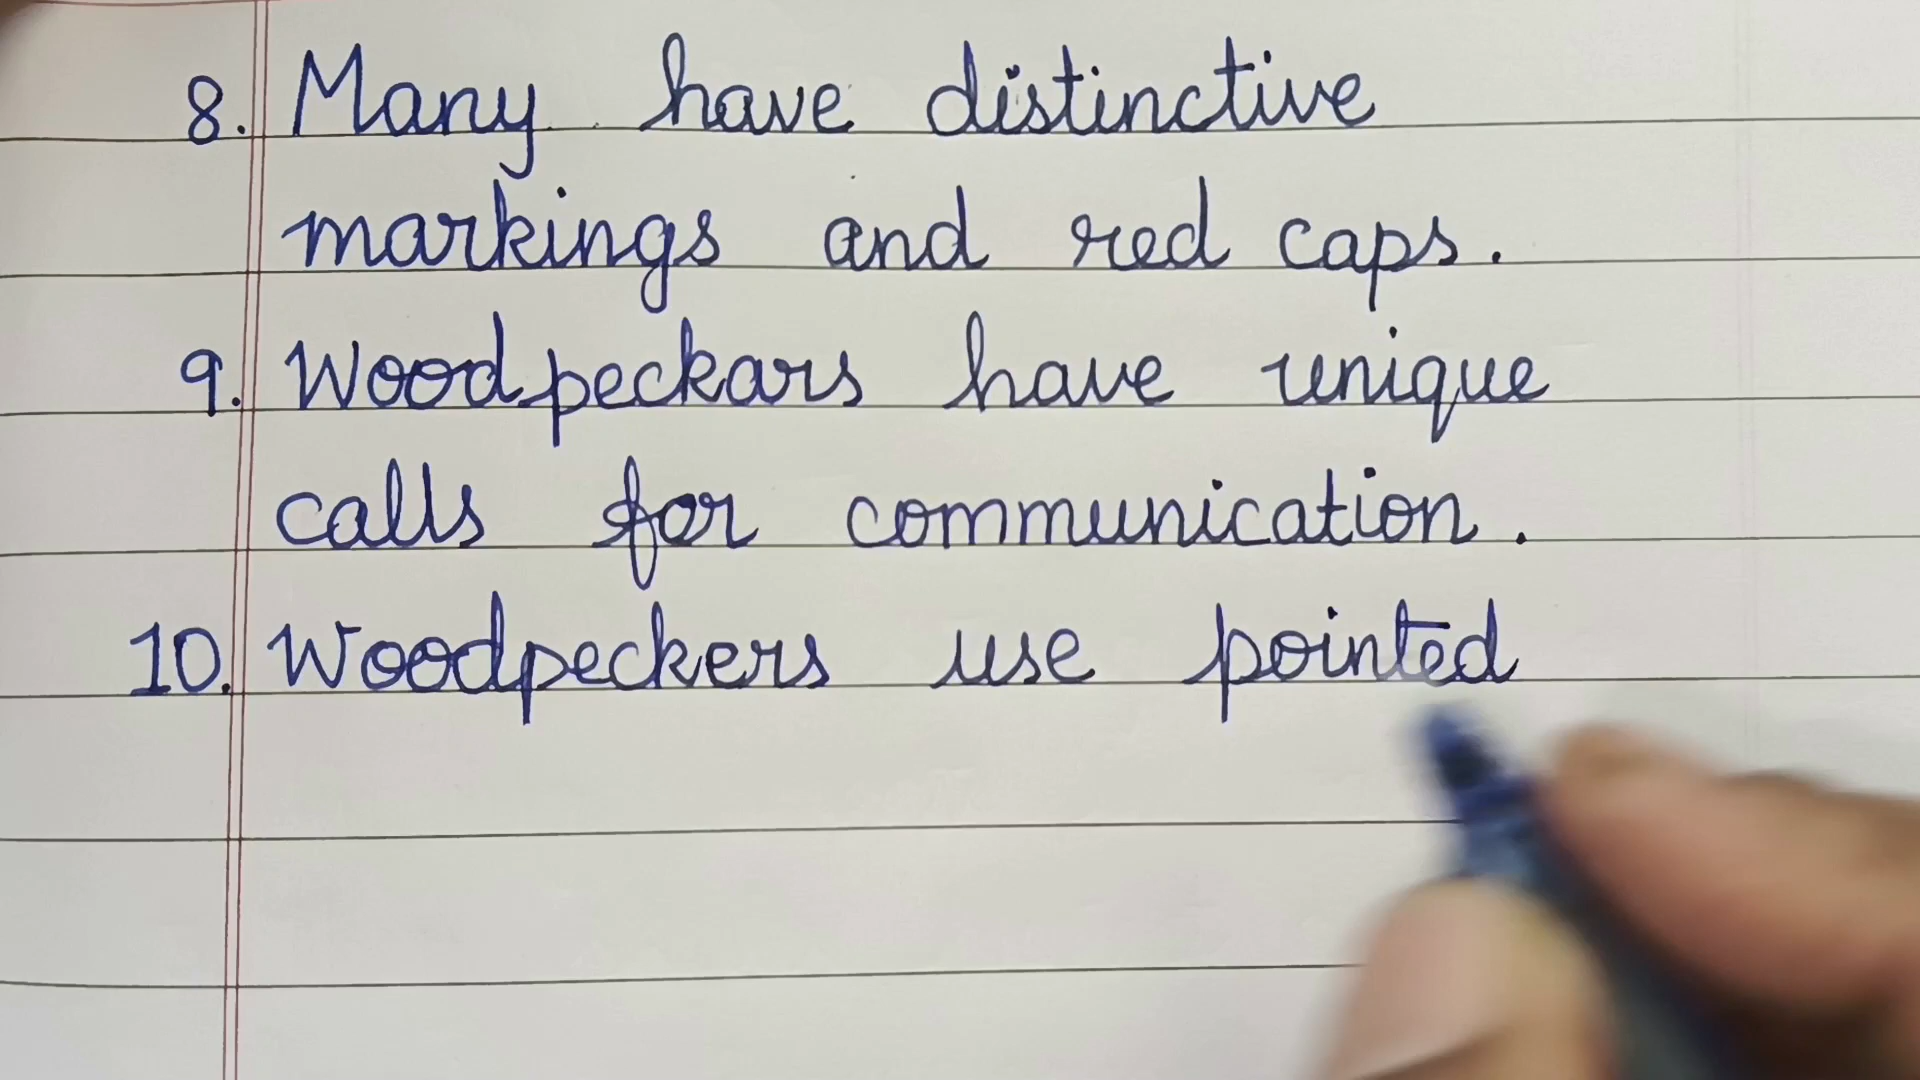 8. Many have distinctive
markings and red caps.
9. Woodpeckars have unique
calls for communication.
10. Woodpeckers use pointed